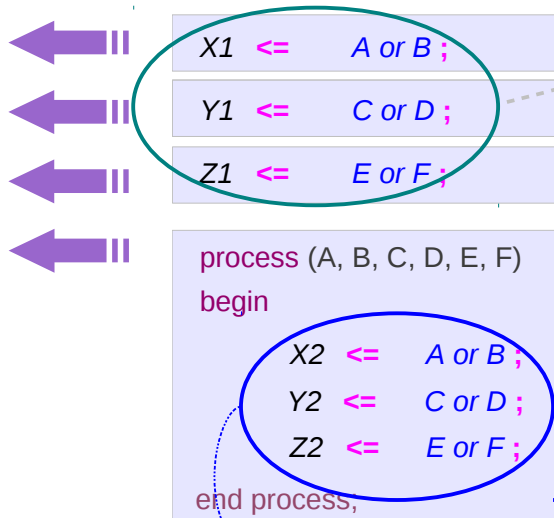 X1 <= A or B ;
Y1 <= C or D ;
Z1 <= E or F ;
process (A, B, C, D, E, F)
begin
X2 <= A or B ;
Y2 <= C or D ;
Z2 <= E or F ;
end process;